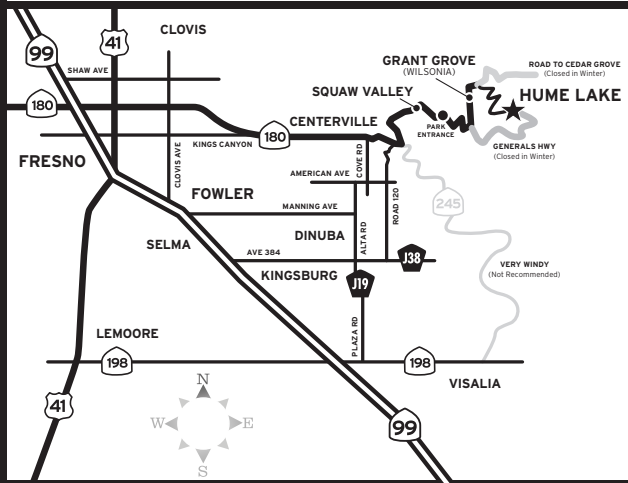 CLOVIS
41
99
SHAW AVE
GRANT GROVE
(WILSONIA)
ROAD TO CEDAR GROVE
(Closed in Winter)
SQUAW VALLEY
HUME LAKE
180
CENTERVILLE
PARK
ENTRANCE
180
KINGS CANYON
GENERALS HWY
(Closed in Winter)
FRESNO
CLOVIS AVE
COVE RD
AMERICAN AVE
FOWLER
ROAD 120
245
MANNING AVE
DINUBA
ALTA RD
SELMA
AVE 384
J38
KINGSBURG
J19
VERY WINDY
(Not Recommended)
LEMOORE
PLAZA RD
198
198
VISALIA
N
41
W
E
99
S